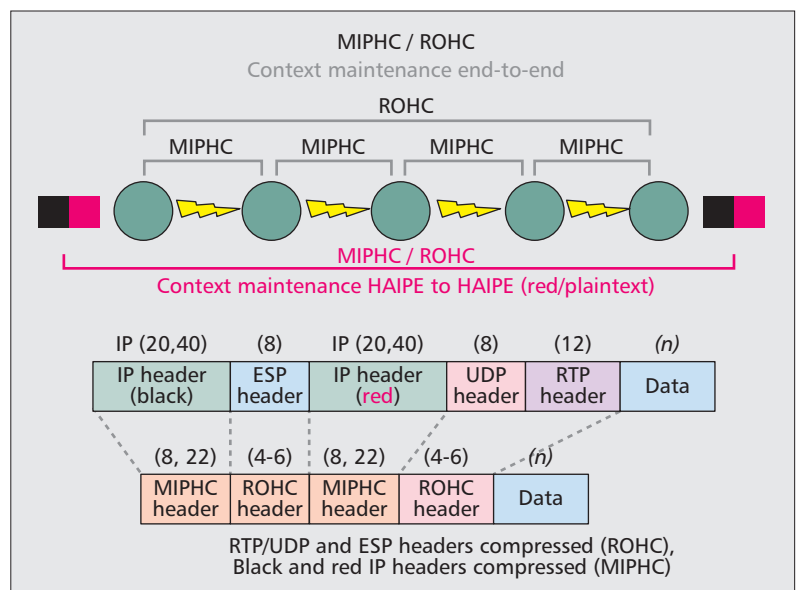 MIPHC / ROHC
Context maintenance end-to-end
ROHC
MIPHC MIPHC MIPHC MIPHC
MIPHC / ROHC
Context maintenance HAIPE to HAIPE (red/plaintext)
IP (20,40) (8) IP (20,40) (8) (12) (n)
IP header (black)
ESP header
IP header (red)
UDP header
RTP header
Data
(8, 22) (4-6) (8, 22) (4-6) (n)
MIPHC header
ROHC header
MIPHC header
ROHC header
Data
RTP/UDP and ESP headers compressed (ROHC),
Black and red IP headers compressed (MIPHC)